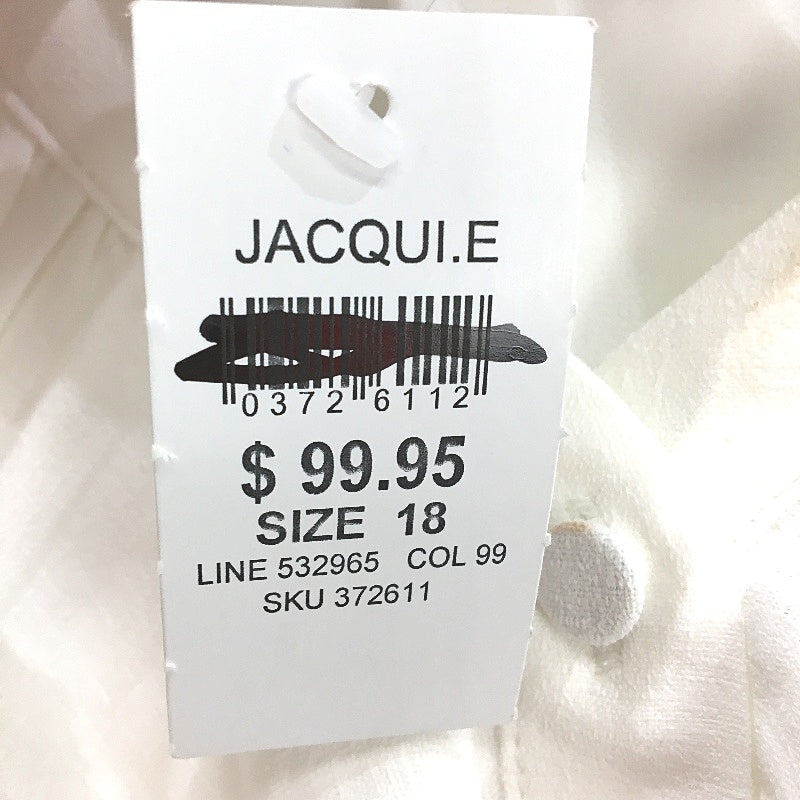 JACQUI.E
0372 6112
$ 99.95
SIZE 18
LINE 532965 COL 99
SKU 372611